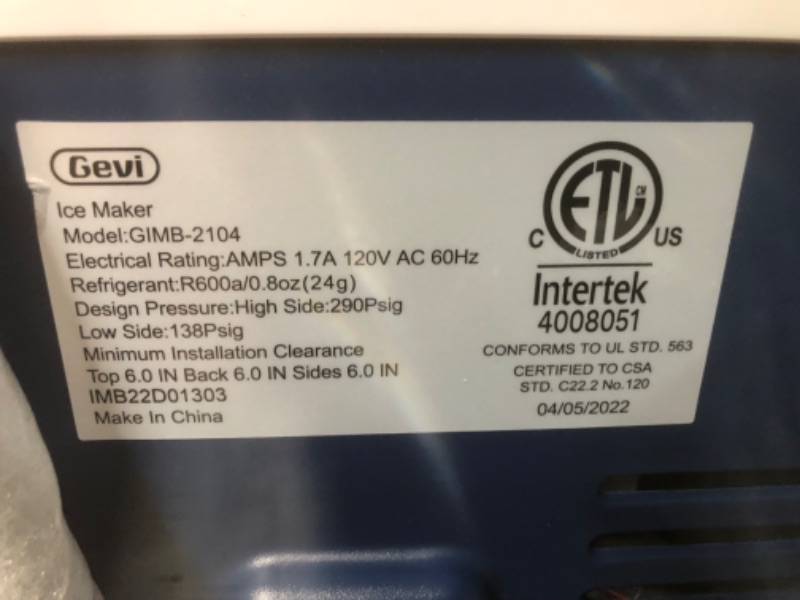 Gevi
Ice Maker
Model:GIMB-2104
Electrical Rating:AMPS 1.7A 120V AC 60Hz
Refrigerant:R600a/0.8oz(24g)
Design Pressure:High Side:290Psig
Low Side:138Psig
Minimum Installation Clearance
Top 6.0 IN Back 6.0 IN Sides 6.0 IN
IMB22D01303
Make In China
ETL CM
LISTED
C US
Intertek
4008051
CONFORMS TO UL STD. 563
CERTIFIED TO CSA
STD. C22.2 No.120
04/05/2022